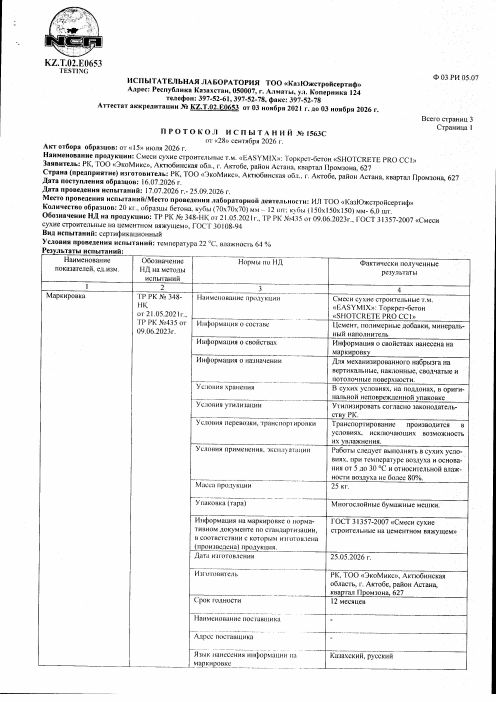 NCA
KZ.T.02.E0653
TESTING
ИСПЫТАТЕЛЬНАЯ ЛАБОРАТОРИЯ ТОО «КазЮжстройсертиф»
Адрес: Республика Казахстан, 050007, г. Алматы, ул. Коперника 124
телефон: 397-52-61, 397-52-78, факс: 397-52-78
Аттестат аккредитации № KZ.T.02.E0653 от 03 ноября 2021 г. до 03 ноября 2026 г.
Ф 03 РИ 05.07
Всего страниц 3
Страница 1
ПРОТОКОЛ ИСПЫТАНИЙ № 1563С
от «28» сентября 2026 г.
Акт отбора образцов: от «15» июля 2026 г.
Наименование продукции: Смеси сухие строительные т.м. «EASYMIX»: Торкрет-бетон «SHOTCRETE PRO CC1»
Заявитель: РК, ТОО «ЭкоМикс», Актюбинская обл., г. Актобе, район Астана, квартал Промзона, 627
Страна (предприятие) изготовитель: РК, ТОО «ЭкоМикс», Актюбинская обл., г. Актобе, район Астана, квартал Промзона, 627
Дата поступления образцов: 16.07.2026 г.
Дата проведения испытаний: 17.07.2026 г.- 25.09.2026 г.
Место проведения испытаний/Место проведения лабораторной деятельности: ИЛ ТОО «КазЮжстройсертиф»
Количество образцов: 20 кг., образцы бетона, кубы (70х70х70) мм – 12 шт; кубы (150х150х150) мм- 6,0 шт.
Обозначение НД на продукцию: ТР РК № 348-НК от 21.05.2021г., ТР РК №435 от 09.06.2023г., ГОСТ 31357-2007 «Смеси
сухие строительные на цементном вяжущем», ГОСТ 30108-94
Вид испытаний: сертификационный
Условия проведения испытаний: температура 22 °С, влажность 64 %
Результаты испытаний:
Наименование
показателей, ед.изм.
Обозначение
НД на методы
испытаний
Нормы по НД
Фактически полученные
результаты
1
2
3
4
Маркировка
ТР РК № 348-
НК
от 21.05.2021г.,
ТР РК №435 от
09.06.2023г.
Наименование продукции
Смеси сухие строительные т.м.
«EASYMIX»: Торкрет-бетон
«SHOTCRETE PRO CC1»
Информация о составе
Цемент, полимерные добавки, минераль-
ный наполнитель
Информация о свойствах
Информация о свойствах нанесена на
маркировку
Информация о назначении
Для механизированного набрызга на
вертикальные, наклонные, сводчатые и
потолочные поверхности.
Условия хранения
В сухих условиях, на поддонах, в ориги-
нальной неповрежденной упаковке
Условия утилизации
Утилизировать согласно законодатель-
ству РК.
Условия перевозки, транспортировки
Транспортирование производится в
условиях, исключающих возможность
их увлажнения.
Условия применения, эксплуатации
Работы следует выполнять в сухих усло-
виях, при температуре воздуха и основа-
ния от 5 до 30 °С и относительной влаж-
ности воздуха не более 80%.
Масса продукции
25 кг.
Упаковка (тара)
Многослойные бумажные мешки.
Информация на маркировке о норма-
тивном документе по стандартизации,
в соответствии с которым изготовлена
(произведена) продукция.
ГОСТ 31357-2007 «Смеси сухие
строительные на цементном вяжущем»
Дата изготовления
25.05.2026 г.
Изготовитель
РК, ТОО «ЭкоМикс», Актюбинская
область, г. Актобе, район Астана,
квартал Промзона, 627
Срок годности
12 месяцев
Наименование поставщика
-
Адрес поставщика
-
Язык нанесения информации на
маркировке
Казахский, русский